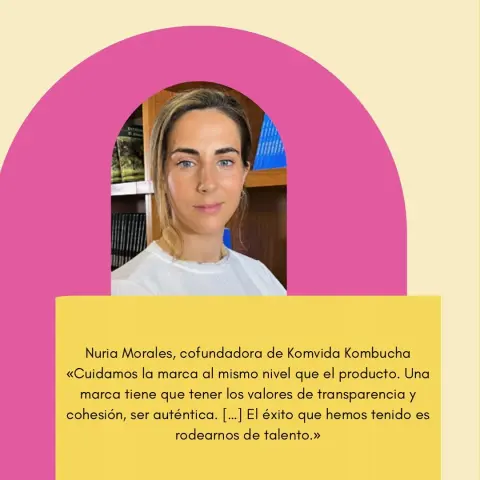 Nuria Morales, cofundadora de Komvida Kombucha
«Cuidamos la marca al mismo nivel que el producto. Una
marca tiene que tener los valores de transparencia y
cohesión, ser auténtica. [...] El éxito que hemos tenido es
rodearnos de talento.»